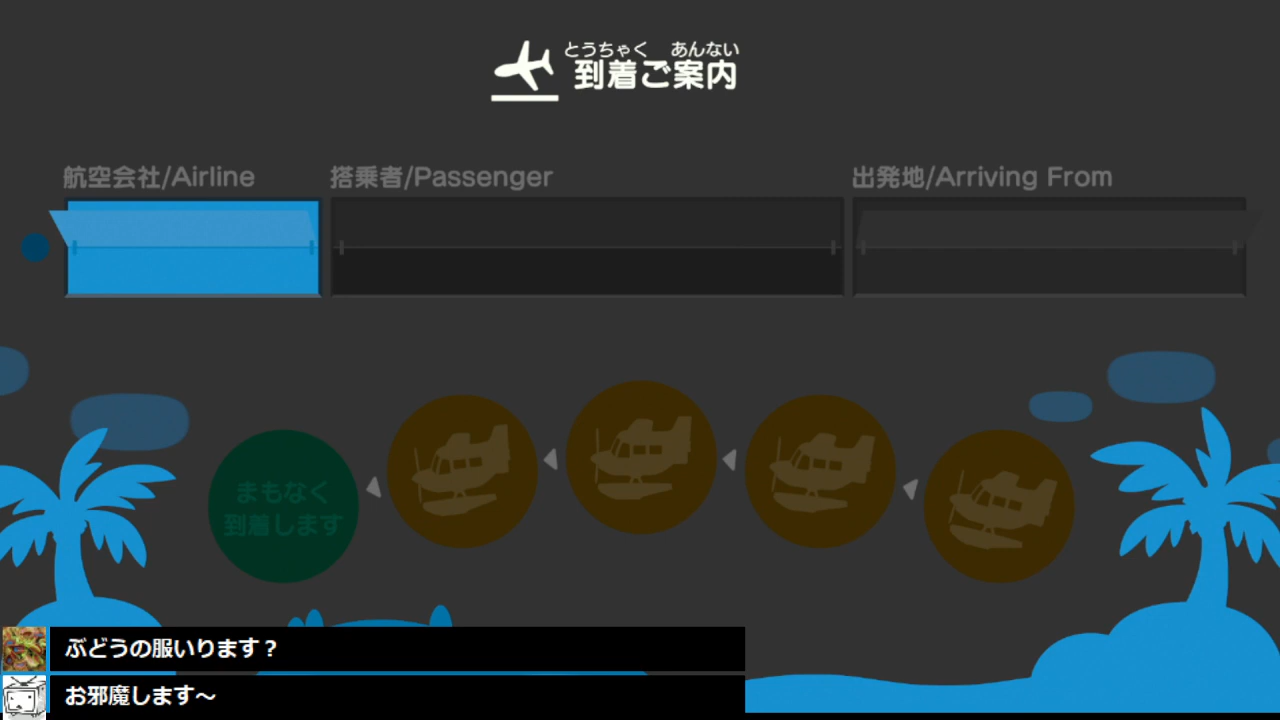 とうちゃく あんない
到着ご案内
航空会社/Airline 搭乗者/Passenger 出発地/Arriving From
まもなく
到着します
ぶどうの服いります？
お邪魔します～